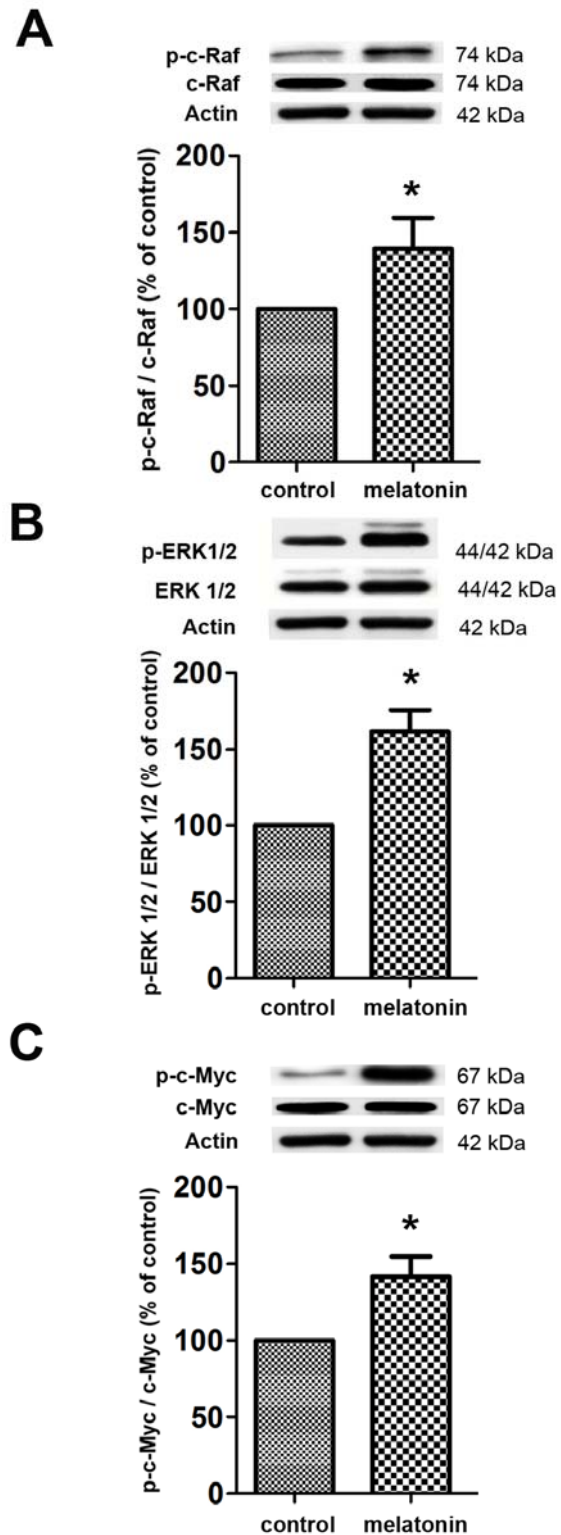 A
p-c-Raf 74 kDa
c-Raf 74 kDa
Actin 42 kDa
p-c-Raf / c-Raf (% of control)
200
150
100
50
0
*
control melatonin
B
p-ERK1/2 44/42 kDa
ERK 1/2 44/42 kDa
Actin 42 kDa
p-ERK 1/2 / ERK 1/2 (% of control)
200
150
100
50
0
*
control melatonin
C
p-c-Myc 67 kDa
c-Myc 67 kDa
Actin 42 kDa
p-c-Myc / c-Myc (% of control)
200
150
100
50
0
*
control melatonin